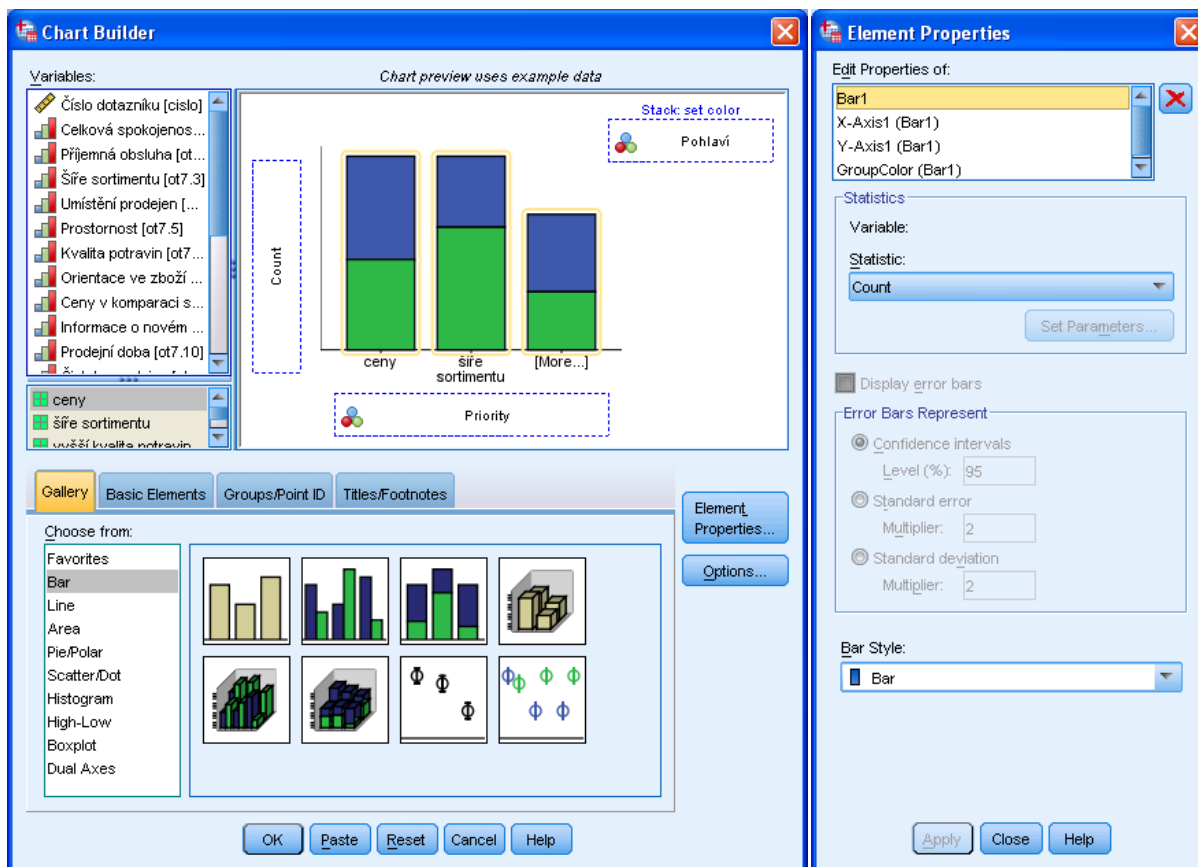 Chart Builder
Variables:
Číslo dotazníku [cislo]
Celková spokojenos...
Příjemná obsluha [ot...
Šíře sortimentu [ot7.3]
Umístění prodejen [...
Prostornost [ot7.5]
Kvalita potravin [ot7...
Orientace ve zboží ...
Ceny v komparaci s...
Informace o novém ...
Prodejní doba [ot7.10]
ceny
šíře sortimentu
vyšší kvalita potravin
Chart preview uses example data
Stack: set color
Pohlaví
Count
ceny
šíře
sortimentu
[More...]
Priority
Gallery
Basic Elements
Groups/Point ID
Titles/Footnotes
Choose from:
Favorites
Bar
Line
Area
Pie/Polar
Scatter/Dot
Histogram
High-Low
Boxplot
Dual Axes
Element
Properties...
Options...
OK
Paste
Reset
Cancel
Help
Element Properties
Edit Properties of:
Bar1
X-Axis1 (Bar1)
Y-Axis1 (Bar1)
GroupColor (Bar1)
Statistics
Variable:
Statistic:
Count
Set Parameters...
Display error bars
Error Bars Represent
Confidence intervals
Level (%): 95
Standard error
Multiplier: 2
Standard deviation
Multiplier: 2
Bar Style:
Bar
Apply
Close
Help